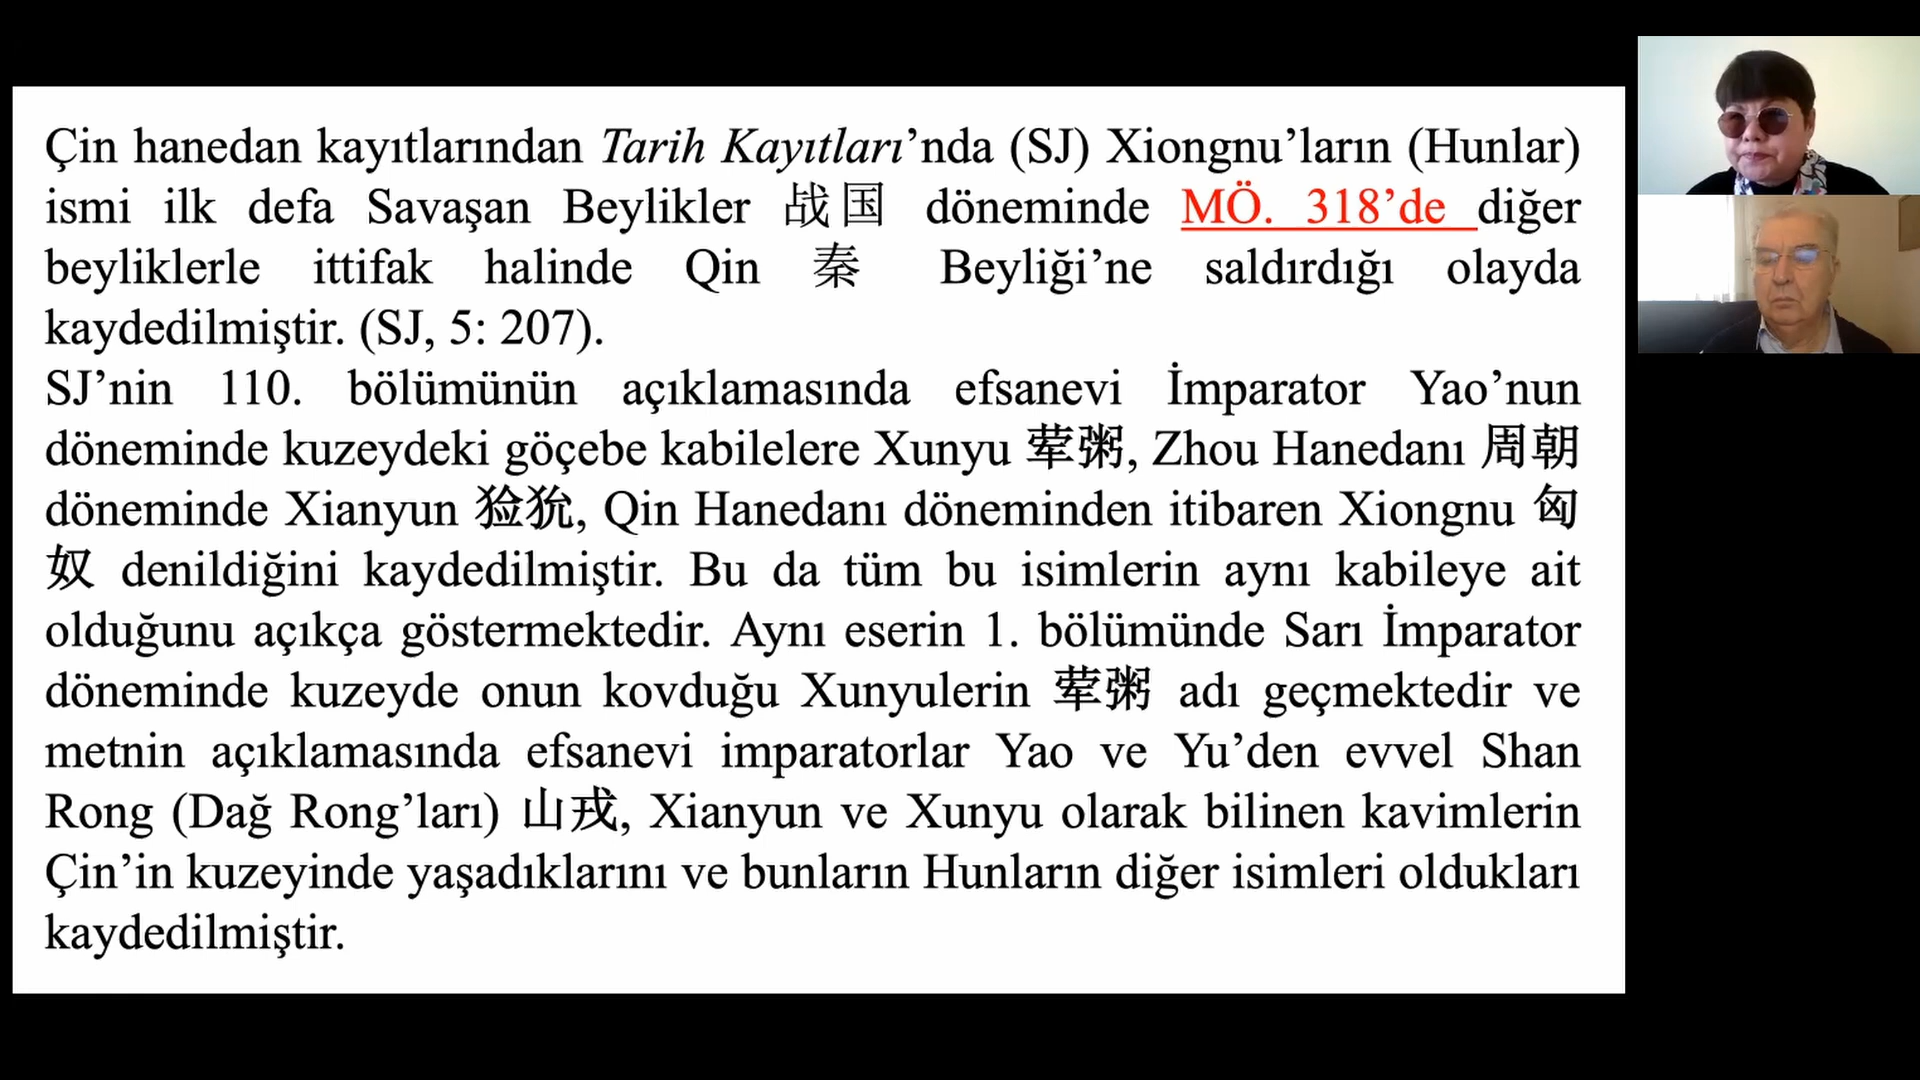 Çin hanedan kayıtlarından Tarih Kayıtları’nda (SJ) Xiongnu’ların (Hunlar)
ismi ilk defa Savaşan Beylikler 战国 döneminde MÖ. 318’de diğer
beyliklerle ittifak halinde Qin 秦 Beyliği’ne saldırdığı olayda
kaydedilmiştir. (SJ, 5: 207).
SJ’nin 110. bölümünün açıklamasında efsanevi İmparator Yao’nun
döneminde kuzeydeki göçebe kabilelere Xunyu 荤粥, Zhou Hanedanı 周朝
döneminde Xianyun 猃狁, Qin Hanedanı döneminden itibaren Xiongnu 匈
奴 denildiğini kaydedilmiştir. Bu da tüm bu isimlerin aynı kabileye ait
olduğunu açıkça göstermektedir. Aynı eserin 1. bölümünde Sarı İmparator
döneminde kuzeyde onun kovduğu Xunyulerin 荤粥 adı geçmektedir ve
metnin açıklamasında efsanevi imparatorlar Yao ve Yu’den evvel Shan
Rong (Dağ Rong’ları) 山戎, Xianyun ve Xunyu olarak bilinen kavimlerin
Çin’in kuzeyinde yaşadıklarını ve bunların Hunların diğer isimleri oldukları
kaydedilmiştir.